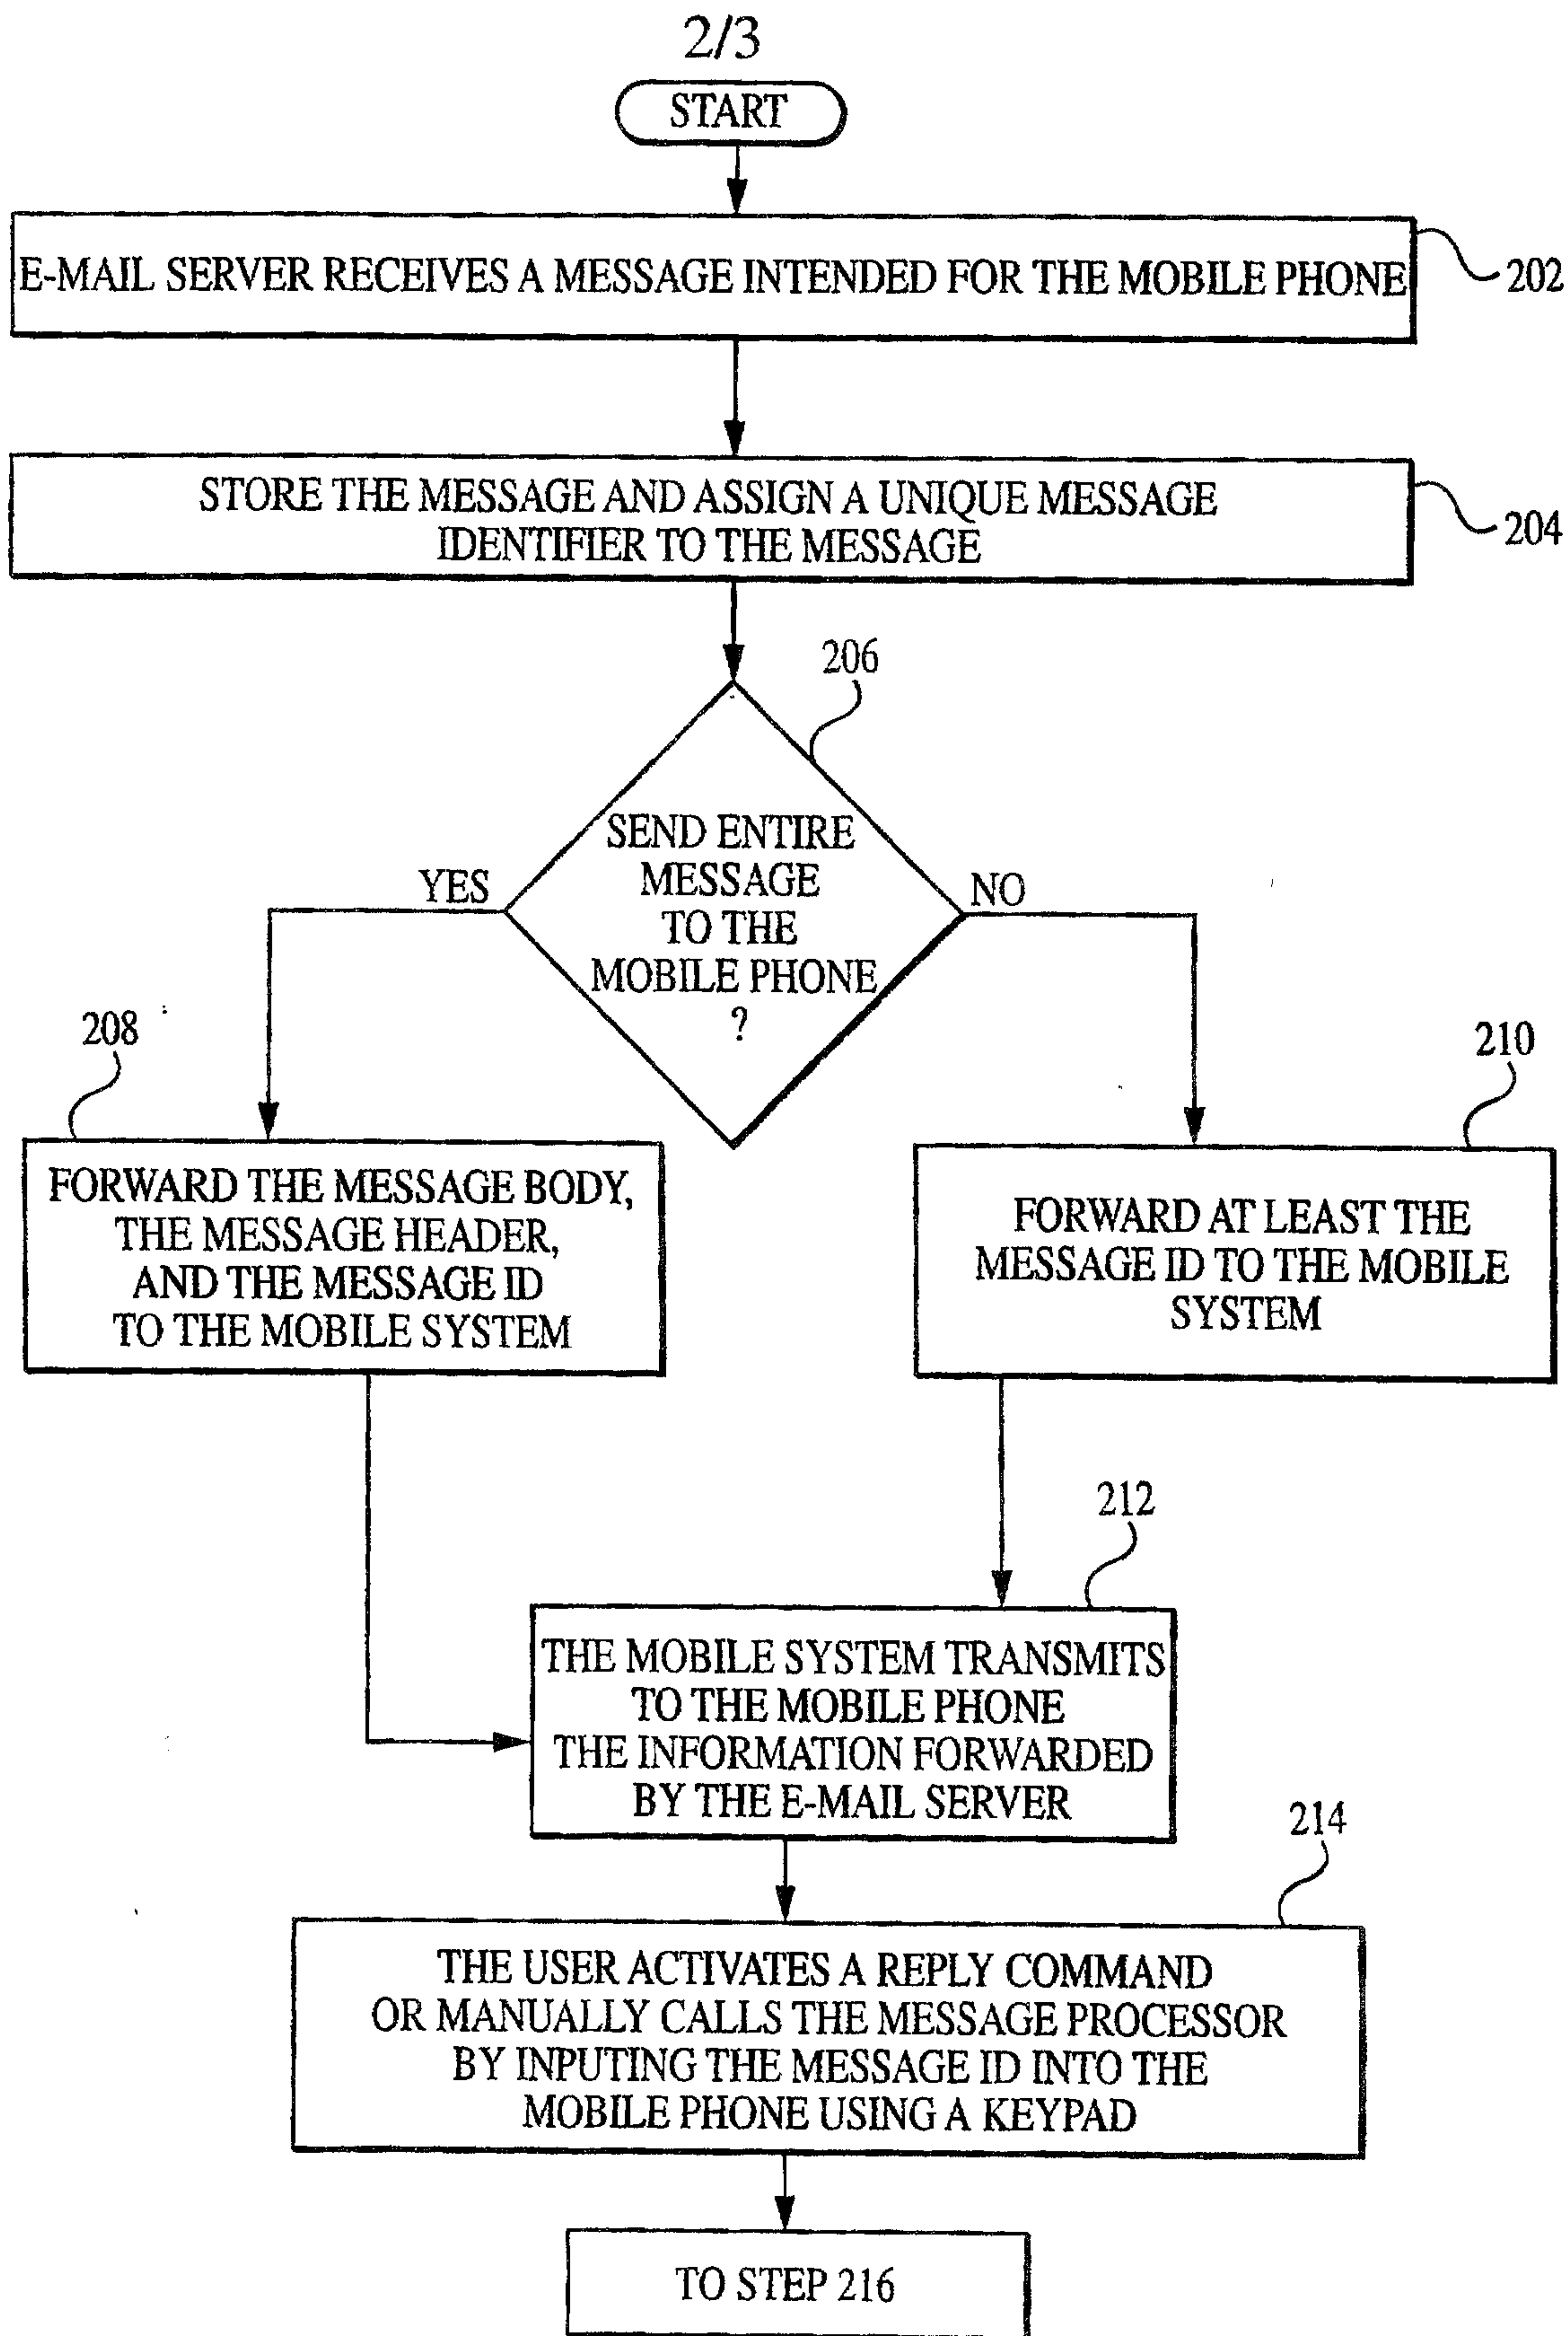 2/3
START
E-MAIL SERVER RECEIVES A MESSAGE INTENDED FOR THE MOBILE PHONE
202
STORE THE MESSAGE AND ASSIGN A UNIQUE MESSAGE
IDENTIFIER TO THE MESSAGE
204
206
SEND ENTIRE
MESSAGE
TO THE
MOBILE PHONE
?
YES
NO
208
FORWARD THE MESSAGE BODY,
THE MESSAGE HEADER,
AND THE MESSAGE ID
TO THE MOBILE SYSTEM
210
FORWARD AT LEAST THE
MESSAGE ID TO THE MOBILE
SYSTEM
212
THE MOBILE SYSTEM TRANSMITS
TO THE MOBILE PHONE
THE INFORMATION FORWARDED
BY THE E-MAIL SERVER
214
THE USER ACTIVATES A REPLY COMMAND
OR MANUALLY CALLS THE MESSAGE PROCESSOR
BY INPUTING THE MESSAGE ID INTO THE
MOBILE PHONE USING A KEYPAD
TO STEP 216